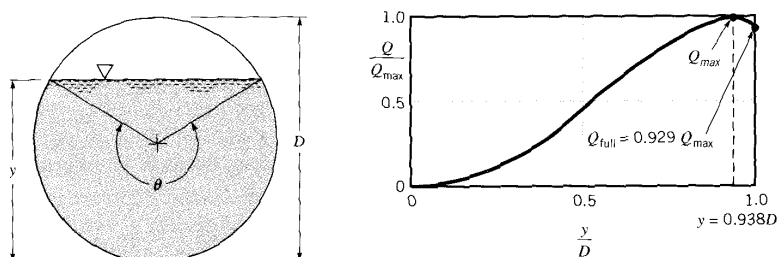 y
θ
D
Q
Q_max
1.0
0.5
0
Q_max
Q_full = 0.929 Q_max
0
0.5
1.0
y
D
y = 0.938D